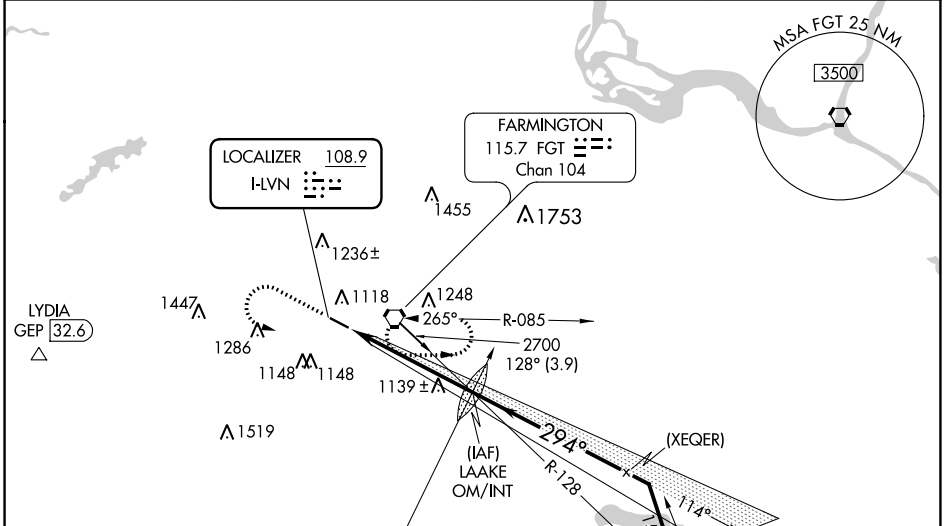 MSA FGT 25 NM
3500
FARMINGTON
115.7 FGT
Chan 104
LOCALIZER 108.9
I-LVN
1455
1753
1236±
1118
1248
1447
LYDIA
GEP 32.6
1286
265°
R-085
2700
128° (3.9)
1148
1148
1139±
1519
294°
(XEQER)
(IAF)
LAAKE
OM/INT
R-128
114°